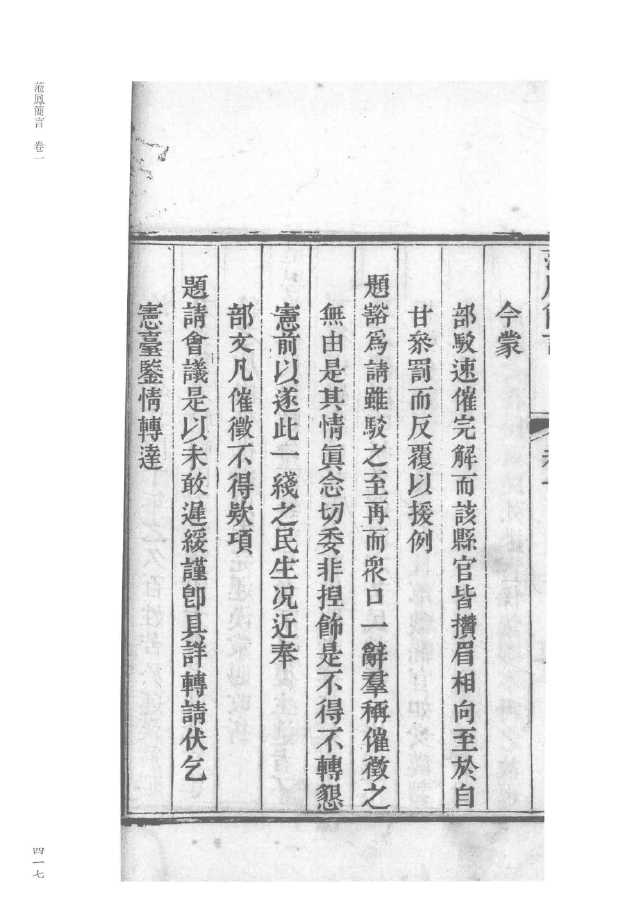 今蒙
部駁速催完解而該縣官皆攢眉相向至於自
甘叅罰而反覆以援例
題豁爲請雖駁之至再而衆口一辭羣稱催徵之
無由是其情眞念切委非揑飾是不得不轉懇
憲前以遂此一綫之民生况近奉
部文凡催徵不得欵項
題請會議是以未敢遲緩謹卽具詳轉請伏乞
憲臺鑒情轉達
卷一
四一七